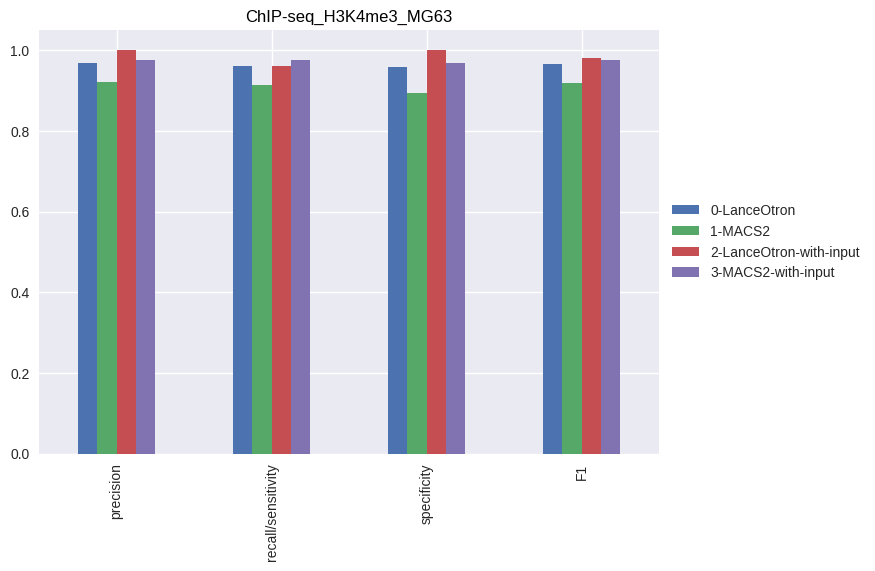 ChIP-seq_H3K4me3_MG63
1.0
0.8
0.6
0.4
0.2
0.0
precision
recall/sensitivity
specificity
F1
0-LanceOtron
1-MACS2
2-LanceOtron-with-input
3-MACS2-with-input